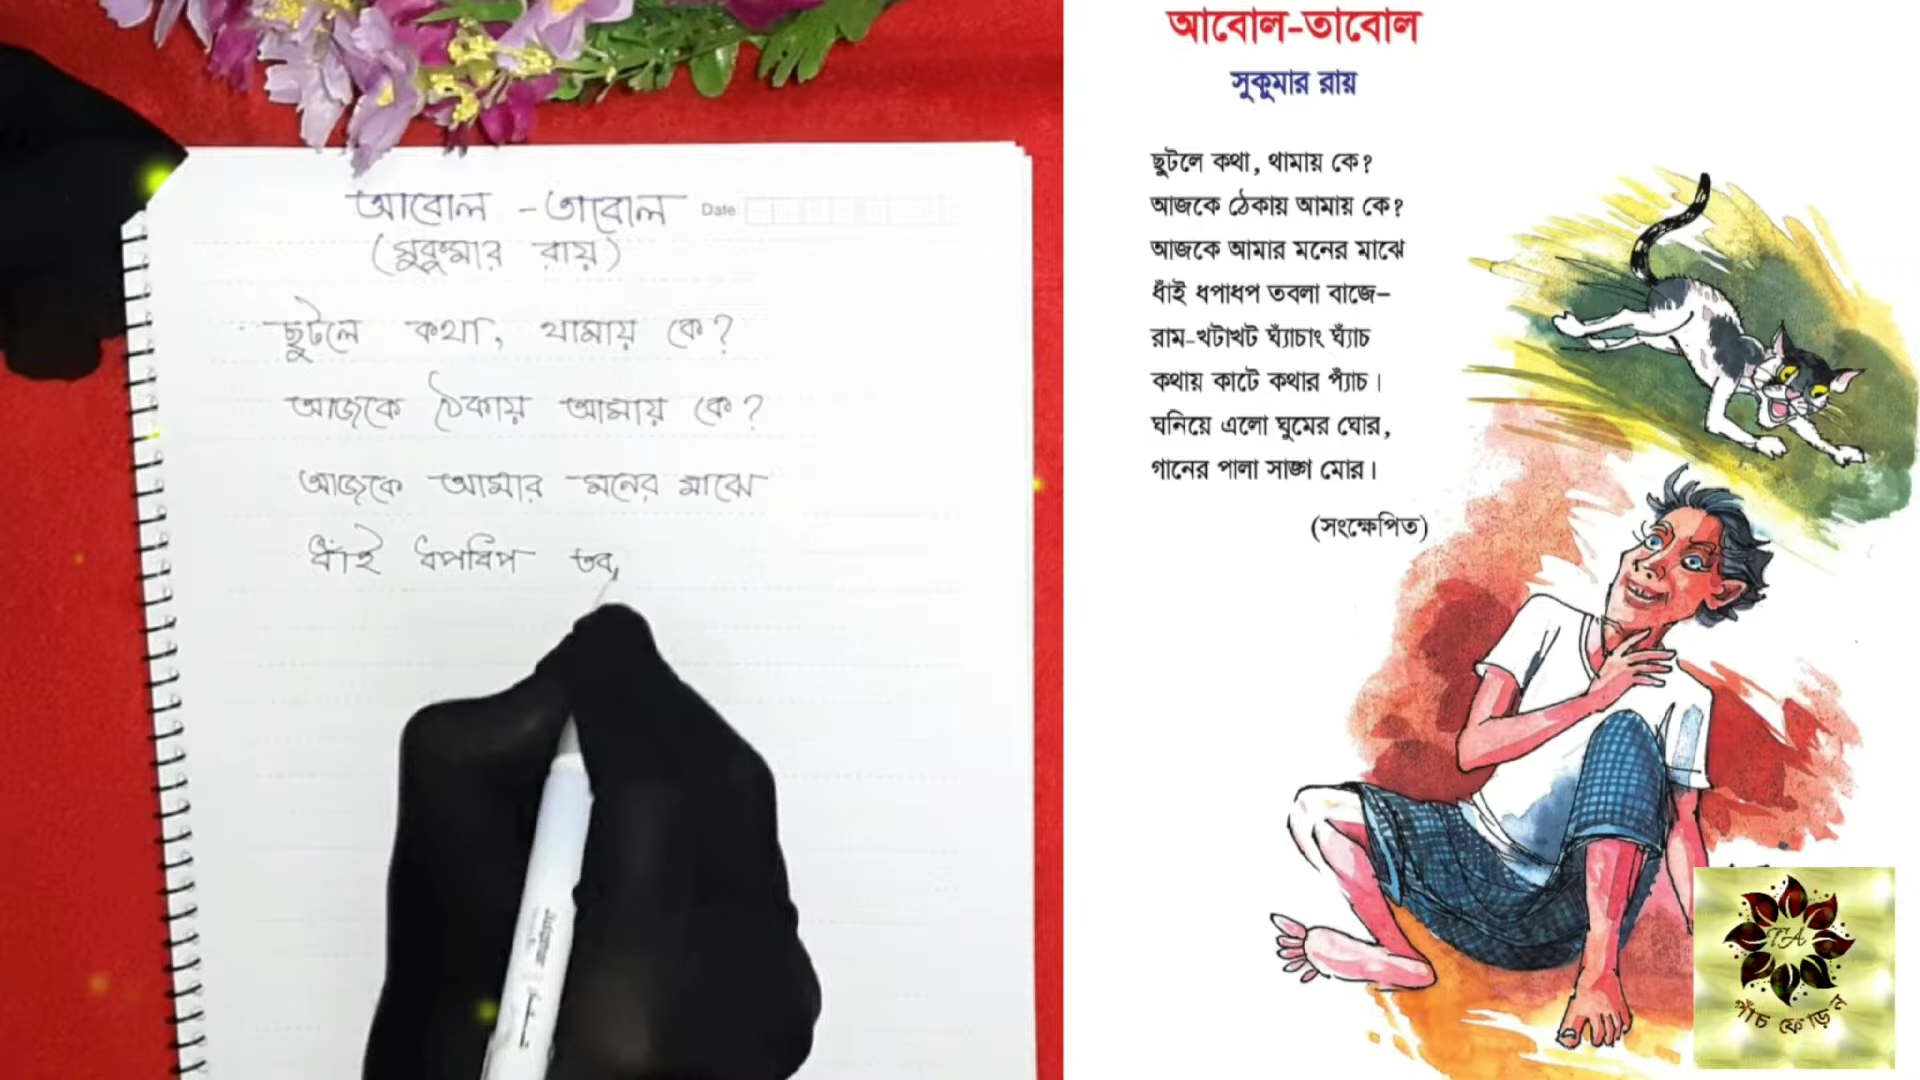 আবোল-তাবোল
Date
(সুকুমার রায়)
ছুটলে কথা, থামায় কে?
আজকে ঠেকায় আমায় কে?
আজকে আমার মনের মাঝে
ধাঁই ধপাধপ তব
আবোল-তাবোল
সুকুমার রায়
ছুটলে কথা, থামায় কে?
আজকে ঠেকায় আমায় কে?
আজকে আমার মনের মাঝে
ধাঁই ধপাধপ তবলা বাজে–
রাম-খটাখট ঘ্যাঁচাং ঘ্যাঁচ
কথায় কাটে কথার প্যাঁচ।
ঘনিয়ে এলো ঘুমের ঘোর,
গানের পালা সাঙ্গ মোর।
(সংক্ষেপিত)
TA
পাঁচ ফোড়ন